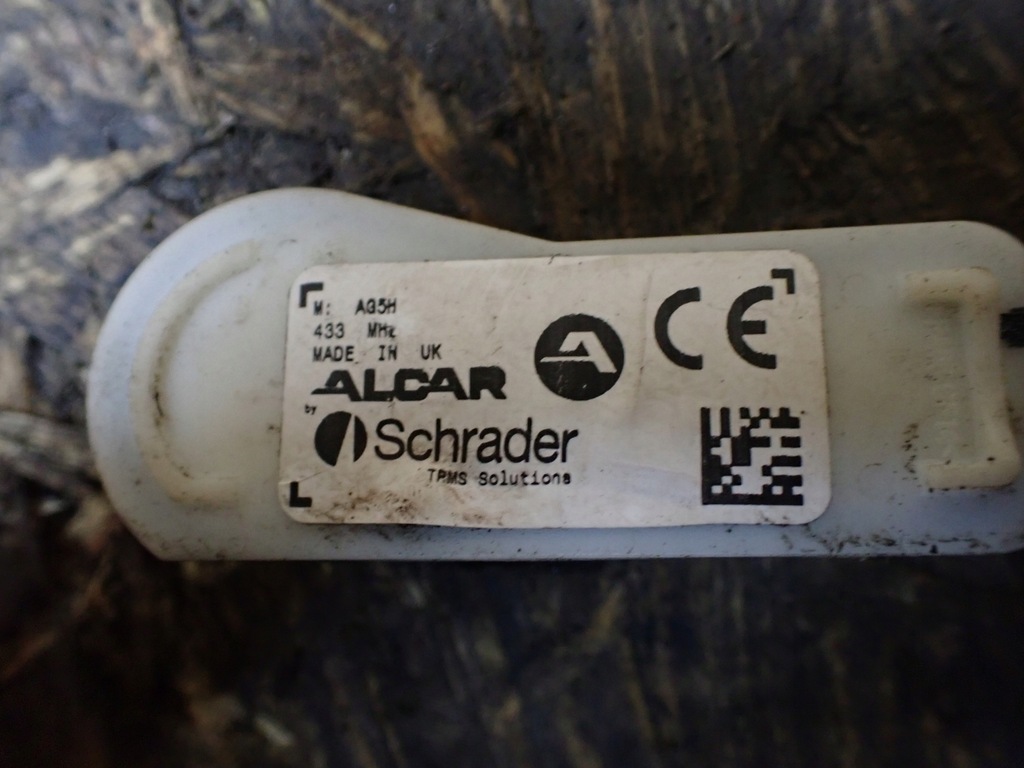 M: AG5H
433 MHz
MADE IN UK
ALCAR
A
CE
by
Schrader
TPMS Solutions